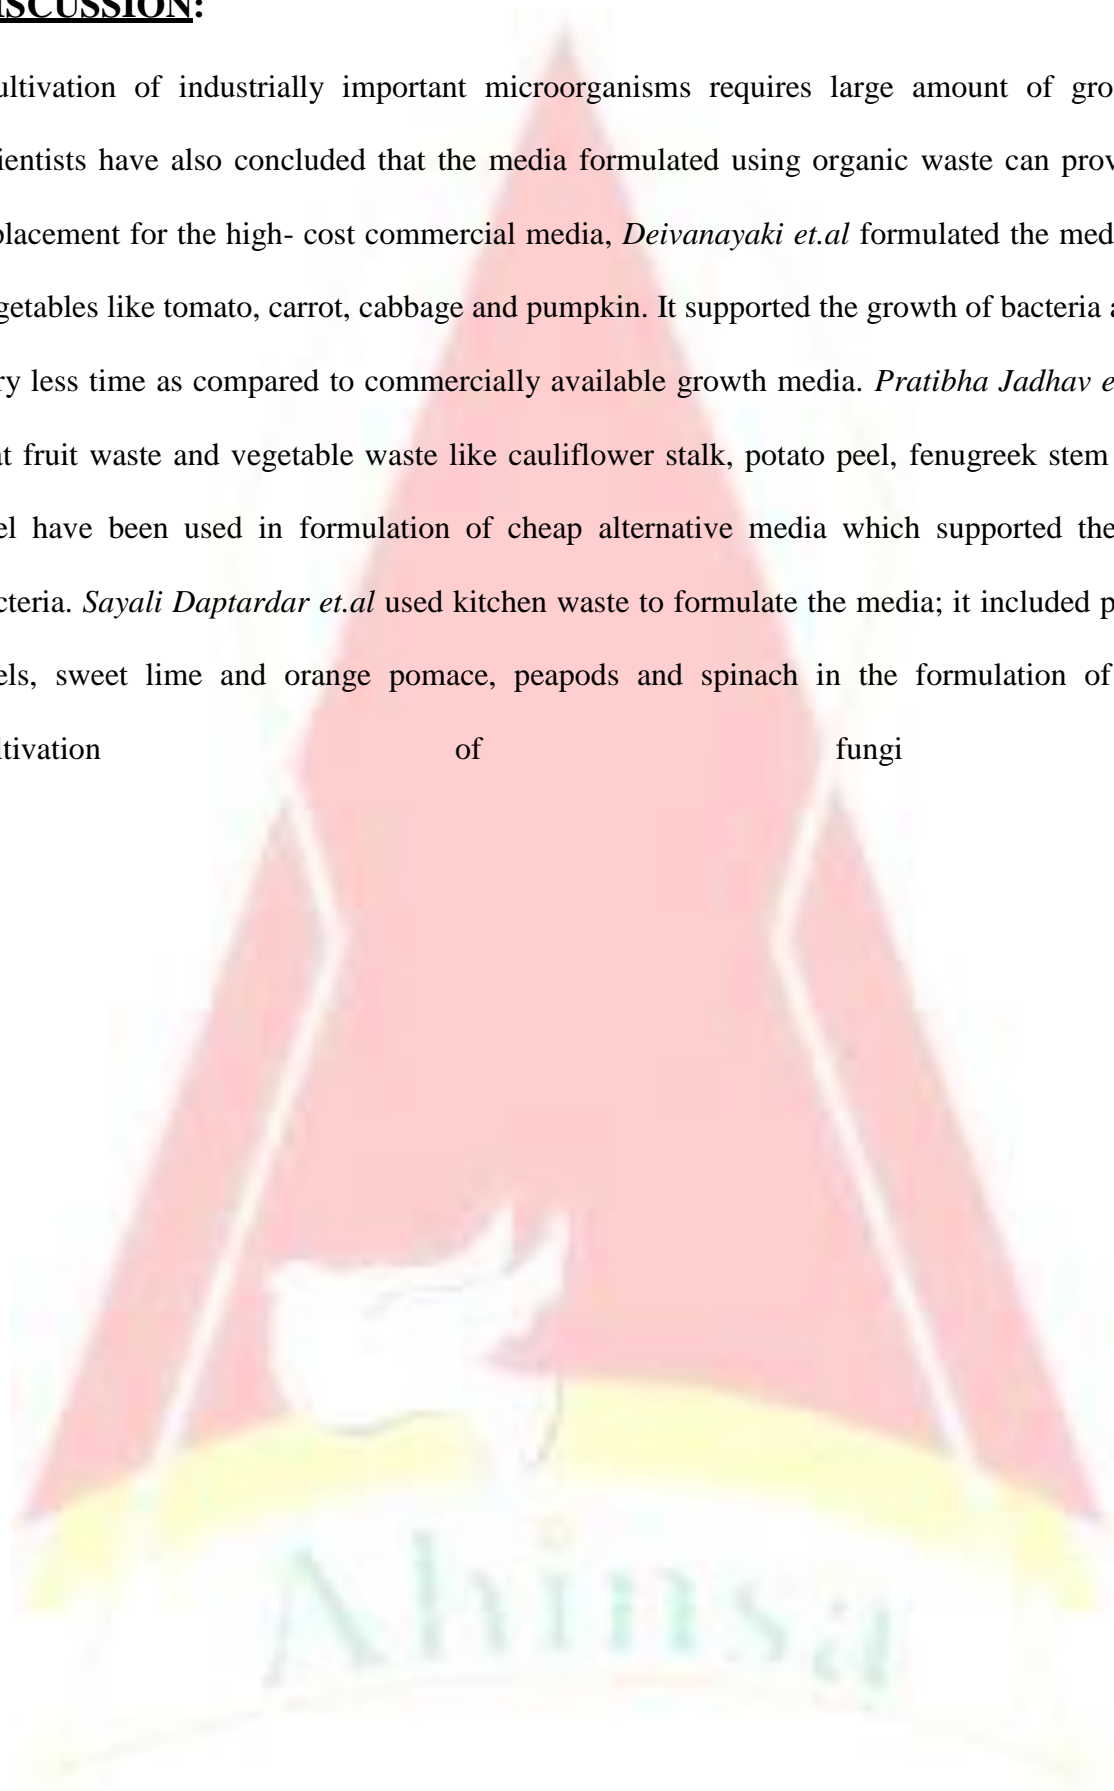 ISCUSSION:
ultivation of industrially important microorganisms requires large amount of gro
ientists have also concluded that the media formulated using organic waste can prov
placement for the high- cost commercial media, Deivanayaki et.al formulated the med
getables like tomato, carrot, cabbage and pumpkin. It supported the growth of bacteria a
ry less time as compared to commercially available growth media. Pratibha Jadhav e
t fruit waste and vegetable waste like cauliflower stalk, potato peel, fenugreek stem
el have been used in formulation of cheap alternative media which supported the
cteria. Sayali Daptardar et.al used kitchen waste to formulate the media; it included p
els, sweet lime and orange pomace, peapods and spinach in the formulation of
ltivation of fungi
Ahinsa